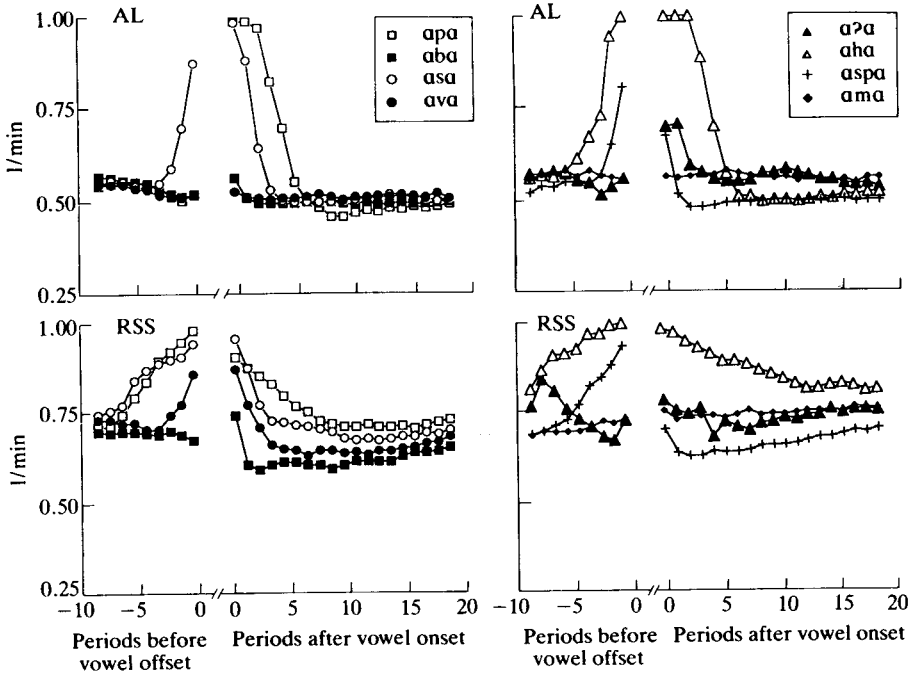 AL
apa
aba
asa
ava
1.00
0.75
0.50
0.25
l/min
AL
aʔa
aha
aspa
ama
RSS
1.00
0.75
0.50
0.25
l/min
−10 −5 0
0 5 10 15 20
Periods before
vowel offset
Periods after vowel onset
RSS
−10 −5 0
0 5 10 15 20
Periods before
vowel offset
Periods after vowel onset